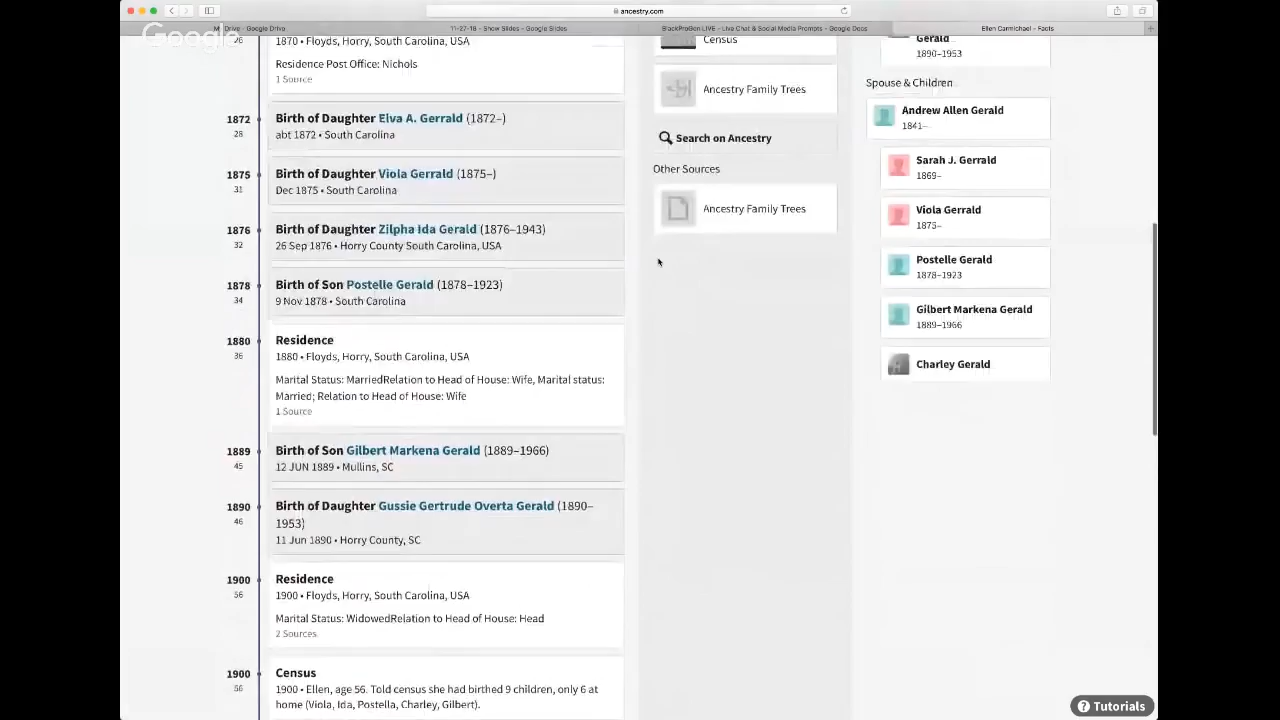 ancestry.com
My Drive - Google Drive
11-27-18 - Show Slides - Google Slides
BlackProGen LIVE - Live Chat & Social Media Prompts - Google Docs
Ellen Carmichael - Facts
Google
26
1870 • Floyds, Horry, South Carolina, USA
Residence Post Office: Nichols
1 Source
1872
28
Birth of Daughter Elva A. Gerrald (1872–)
abt 1872 • South Carolina
1875
31
Birth of Daughter Viola Gerrald (1875–)
Dec 1875 • South Carolina
1876
32
Birth of Daughter Zilpha Ida Gerald (1876–1943)
26 Sep 1876 • Horry County South Carolina, USA
1878
34
Birth of Son Postelle Gerald (1878–1923)
9 Nov 1878 • South Carolina
1880
36
Residence
1880 • Floyds, Horry, South Carolina, USA
Marital Status: MarriedRelation to Head of House: Wife, Marital status:
Married; Relation to Head of House: Wife
1 Source
1889
45
Birth of Son Gilbert Markena Gerald (1889–1966)
12 JUN 1889 • Mullins, SC
1890
46
Birth of Daughter Gussie Gertrude Overta Gerald (1890–
1953)
11 Jun 1890 • Horry County, SC
1900
56
Residence
1900 • Floyds, Horry, South Carolina, USA
Marital Status: WidowedRelation to Head of House: Head
2 Sources
1900
56
Census
1900 • Ellen, age 56. Told census she had birthed 9 children, only 6 at
home (Viola, Ida, Postella, Charley, Gilbert).
Census
Ancestry Family Trees
Search on Ancestry
Other Sources
Ancestry Family Trees
Gerald
1890–1953
Spouse & Children
Andrew Allen Gerald
1841–
Sarah J. Gerrald
1869–
Viola Gerrald
1875–
Postelle Gerald
1878–1923
Gilbert Markena Gerald
1889–1966
Charley Gerald
? Tutorials